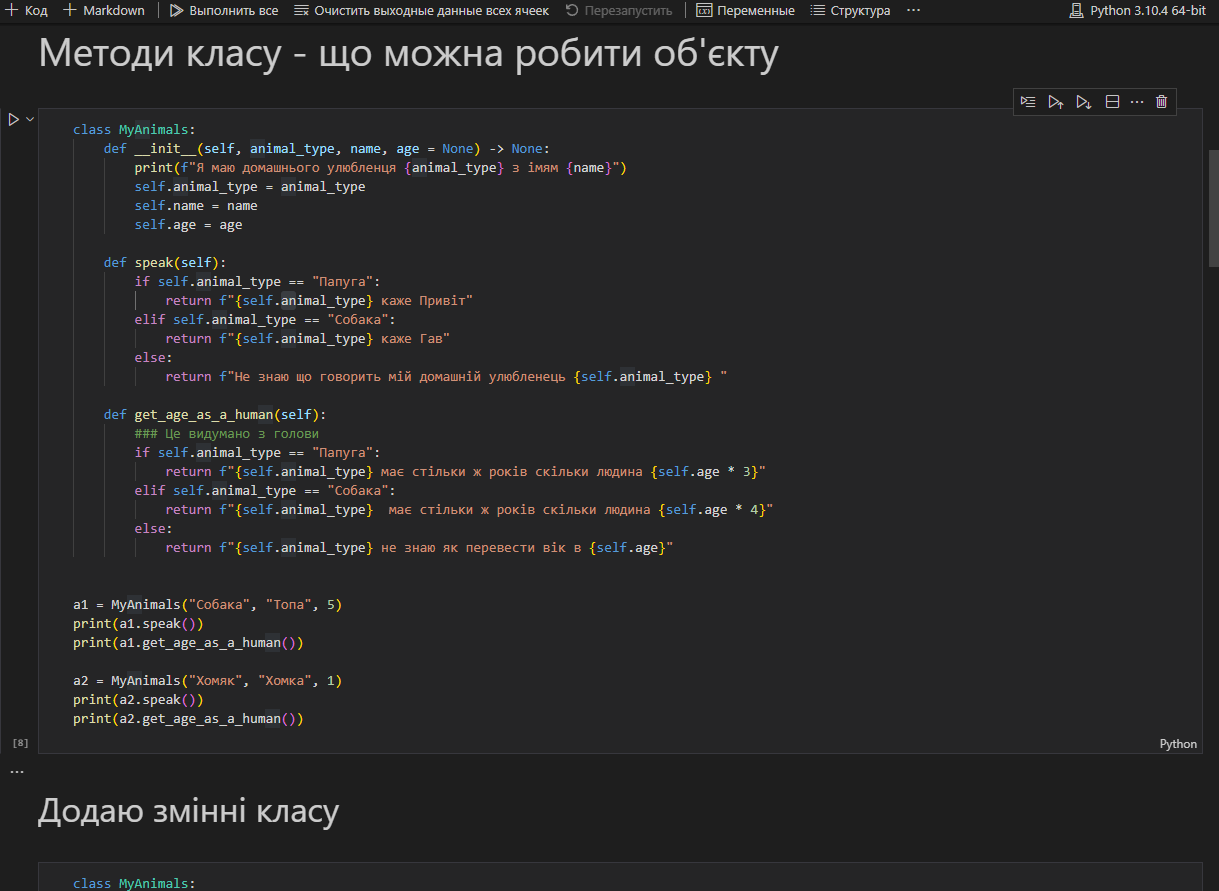 Код Markdown Выполнить все Очистить выходные данные всех ячеек Перезапустить Переменные Структура ... Python 3.10.4 64-bit
Методи класу - що можна робити об'єкту
class MyAnimals:
    def __init__(self, animal_type, name, age = None) -> None:
        print(f"Я маю домашнього улюбленця {animal_type} з імям {name}")
        self.animal_type = animal_type
        self.name = name
        self.age = age
    def speak(self):
        if self.animal_type == "Папуга":
            return f"{self.animal_type} каже Привіт"
        elif self.animal_type == "Собака":
            return f"{self.animal_type} каже Гав"
        else:
            return f"Не знаю що говорить мій домашній улюбленець {self.animal_type} "
    def get_age_as_a_human(self):
        ### Це видумано з голови
        if self.animal_type == "Папуга":
            return f"{self.animal_type} має стільки ж років скільки людина {self.age * 3}"
        elif self.animal_type == "Собака":
            return f"{self.animal_type}  має стільки ж років скільки людина {self.age * 4}"
        else:
            return f"{self.animal_type} не знаю як перевести вік в {self.age}"
a1 = MyAnimals("Собака", "Топа", 5)
print(a1.speak())
print(a1.get_age_as_a_human())
a2 = MyAnimals("Хомяк", "Хомка", 1)
print(a2.speak())
print(a2.get_age_as_a_human())
[8] Python
...
Додаю змінні класу
class MyAnimals: